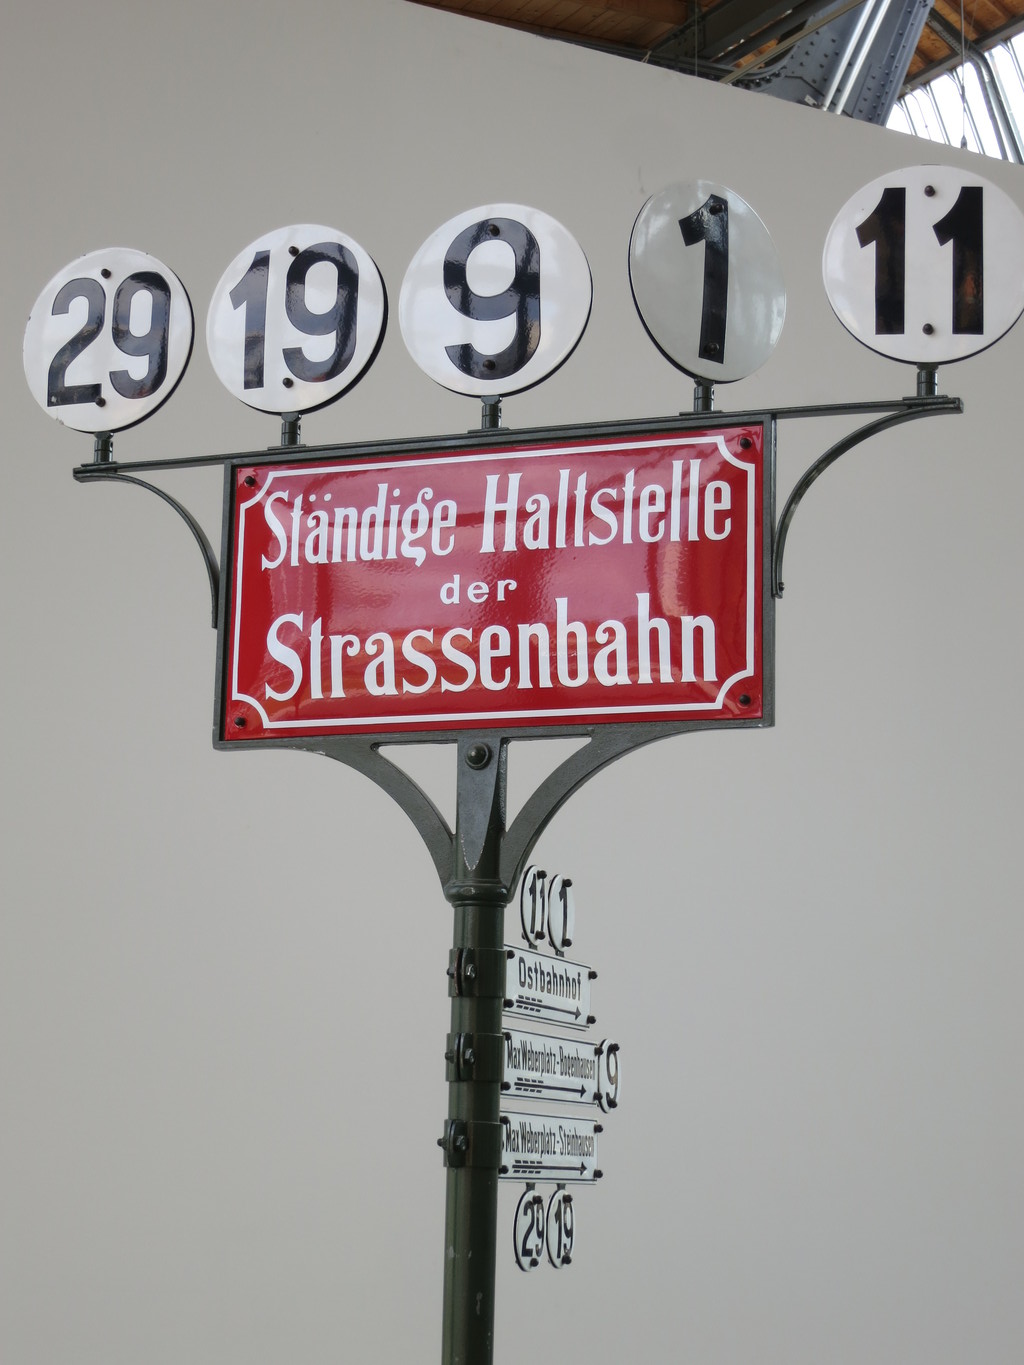 29 19 9 1 11
Ständige Haltstelle
der
Strassenbahn
11 1
Ostbahnhof
Max Weberplatz-Bogenhausen 9
Max Weberplatz-Steinhausen
29 19